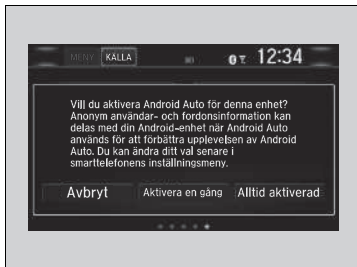 MENY KÄLLA 12:34
Vill du aktivera Android Auto för denna enhet?
Anonym användar- och fordonsinformation kan
delas med din Android-enhet när Android Auto
används för att förbättra upplevelsen av Android
Auto. Du kan ändra ditt val senare i
smarttelefonens inställningsmeny.
Avbryt Aktivera en gång Alltid aktiverad